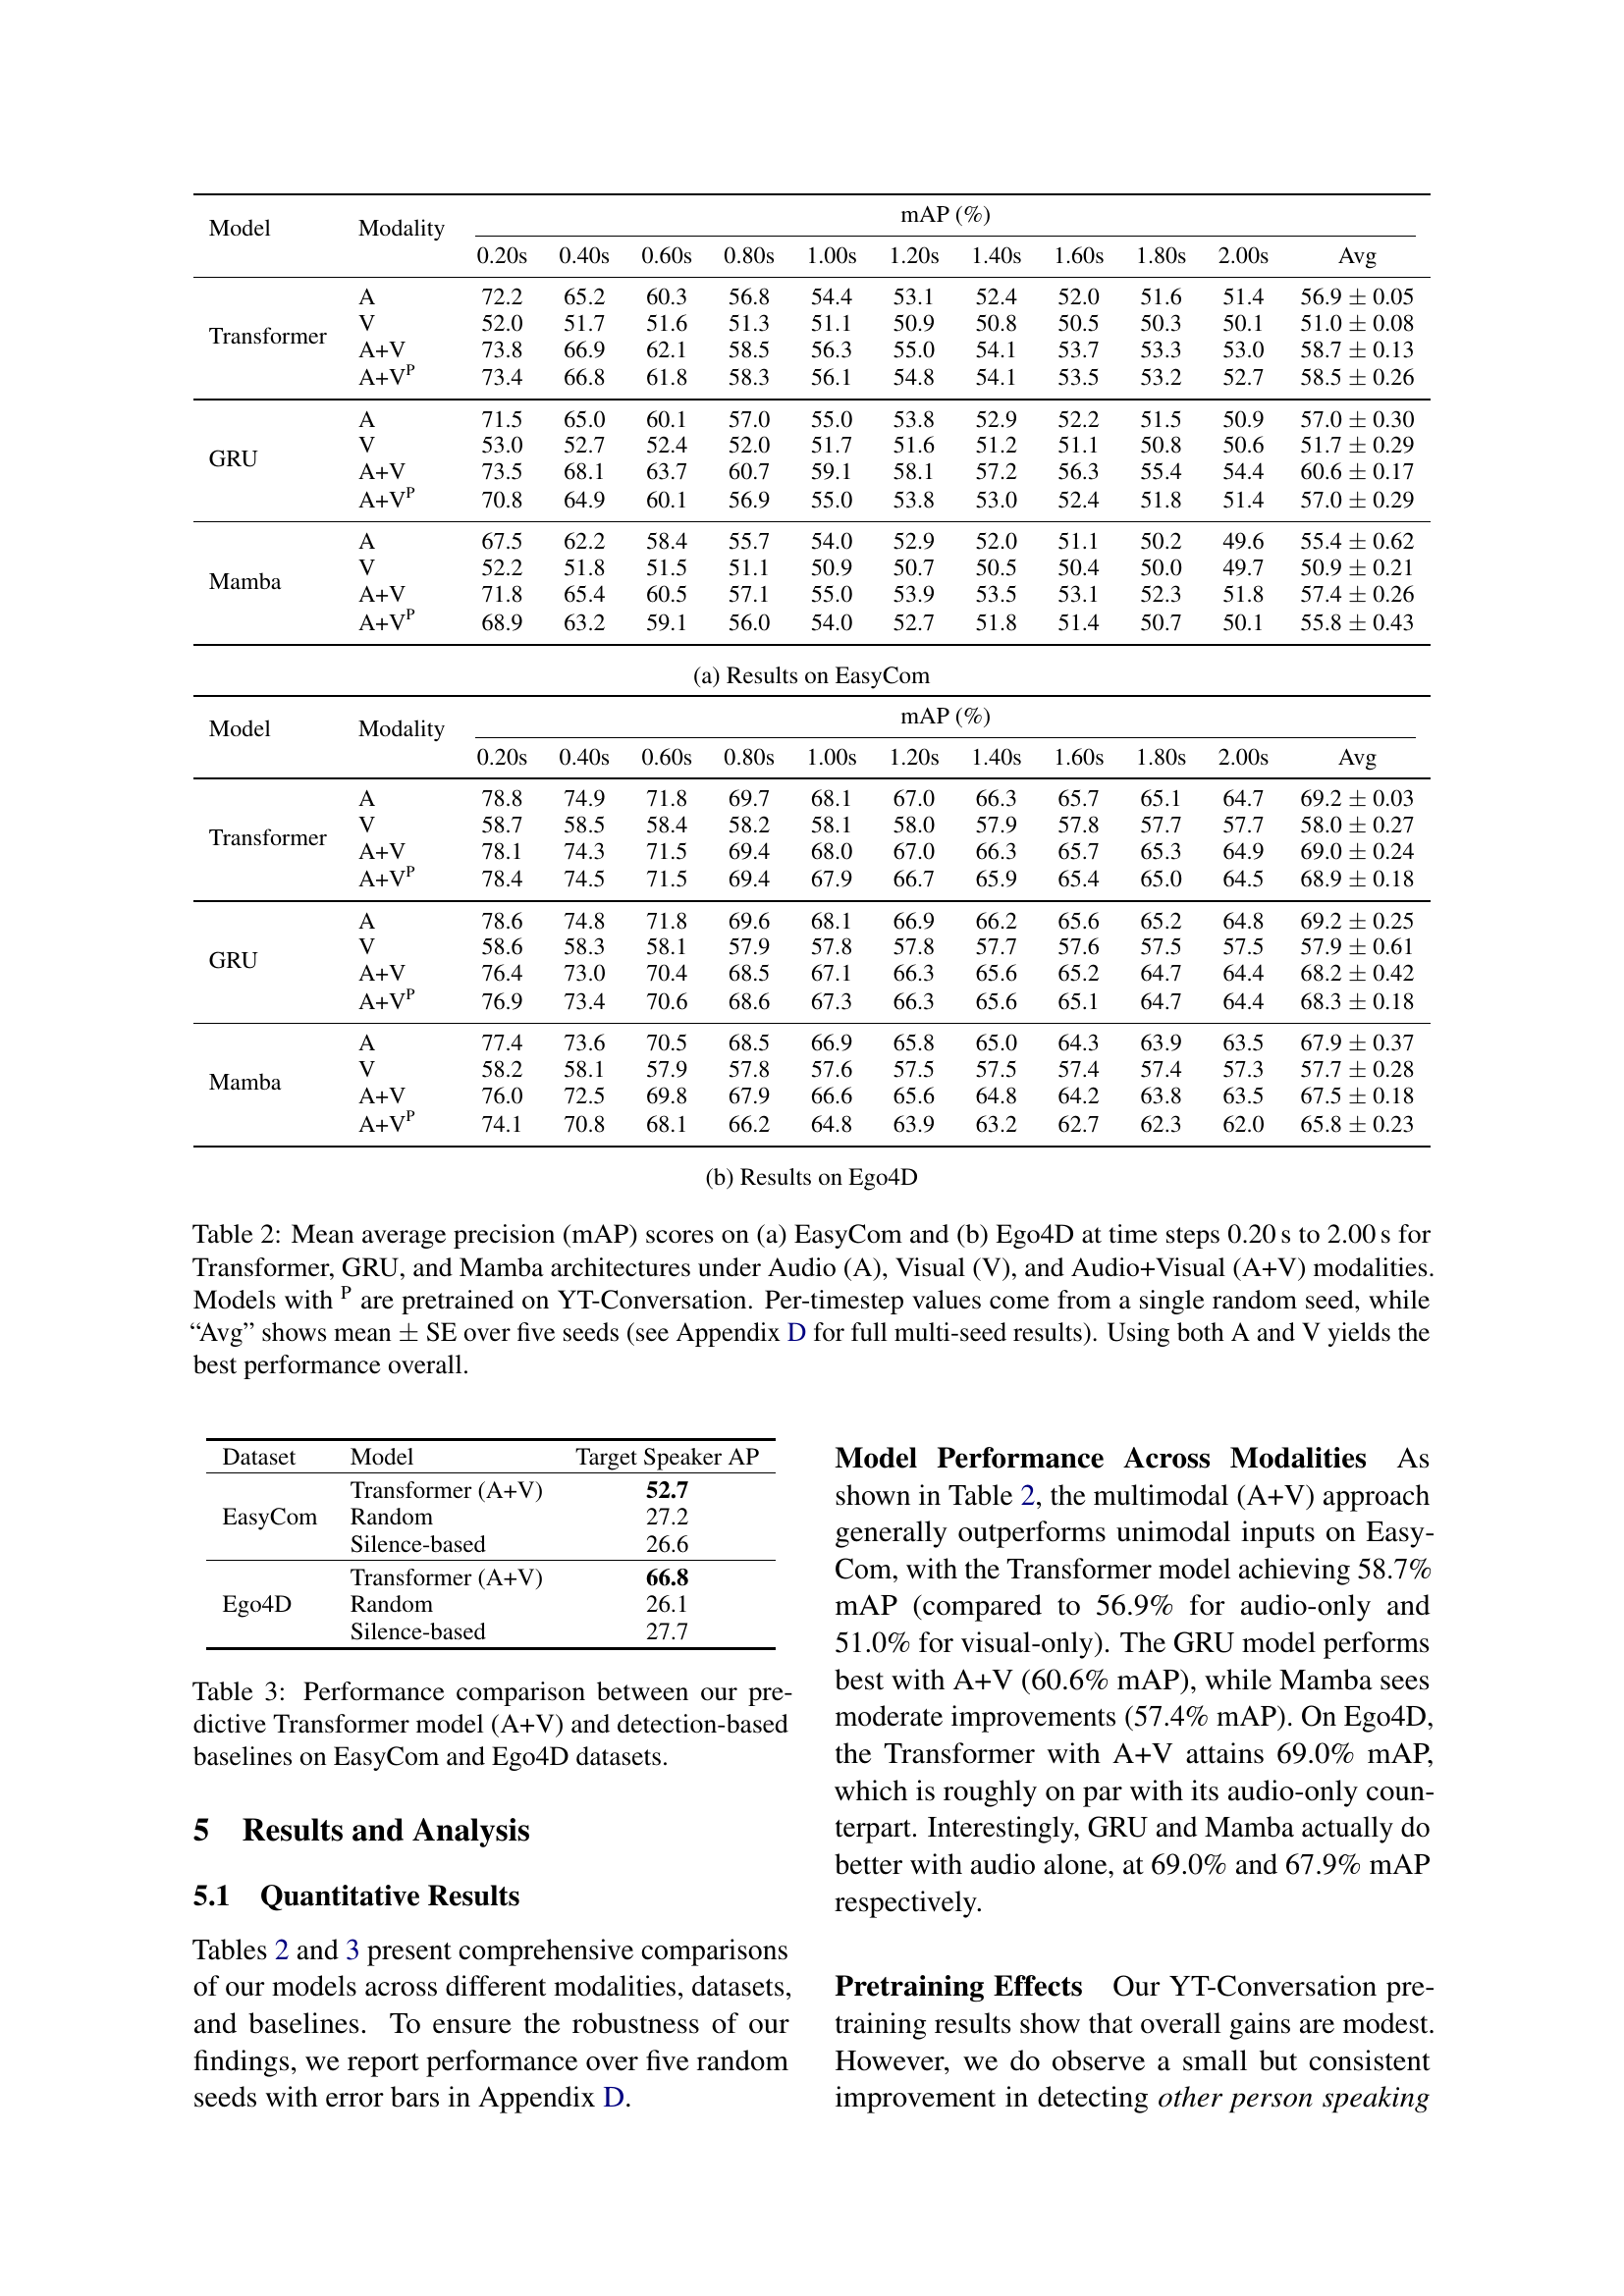 Model Modality mAP (%)
0.20s 0.40s 0.60s 0.80s 1.00s 1.20s 1.40s 1.60s 1.80s 2.00s Avg
Transformer
A 72.2 65.2 60.3 56.8 54.4 53.1 52.4 52.0 51.6 51.4 56.9 ± 0.05
V 52.0 51.7 51.6 51.3 51.1 50.9 50.8 50.5 50.3 50.1 51.0 ± 0.08
A+V 73.8 66.9 62.1 58.5 56.3 55.0 54.1 53.7 53.3 53.0 58.7 ± 0.13
A+V^P 73.4 66.8 61.8 58.3 56.1 54.8 54.1 53.5 53.2 52.7 58.5 ± 0.26
GRU
A 71.5 65.0 60.1 57.0 55.0 53.8 52.9 52.2 51.5 50.9 57.0 ± 0.30
V 53.0 52.7 52.4 52.0 51.7 51.6 51.2 51.1 50.8 50.6 51.7 ± 0.29
A+V 73.5 68.1 63.7 60.7 59.1 58.1 57.2 56.3 55.4 54.4 60.6 ± 0.17
A+V^P 70.8 64.9 60.1 56.9 55.0 53.8 53.0 52.4 51.8 51.4 57.0 ± 0.29
Mamba
A 67.5 62.2 58.4 55.7 54.0 52.9 52.0 51.1 50.2 49.6 55.4 ± 0.62
V 52.2 51.8 51.5 51.1 50.9 50.7 50.5 50.4 50.0 49.7 50.9 ± 0.21
A+V 71.8 65.4 60.5 57.1 55.0 53.9 53.5 53.1 52.3 51.8 57.4 ± 0.26
A+V^P 68.9 63.2 59.1 56.0 54.0 52.7 51.8 51.4 50.7 50.1 55.8 ± 0.43
(a) Results on EasyCom
Model Modality mAP (%)
0.20s 0.40s 0.60s 0.80s 1.00s 1.20s 1.40s 1.60s 1.80s 2.00s Avg
Transformer
A 78.8 74.9 71.8 69.7 68.1 67.0 66.3 65.7 65.1 64.7 69.2 ± 0.03
V 58.7 58.5 58.4 58.2 58.1 58.0 57.9 57.8 57.7 57.7 58.0 ± 0.27
A+V 78.1 74.3 71.5 69.4 68.0 67.0 66.3 65.7 65.3 64.9 69.0 ± 0.24
A+V^P 78.4 74.5 71.5 69.4 67.9 66.7 65.9 65.4 65.0 64.5 68.9 ± 0.18
GRU
A 78.6 74.8 71.8 69.6 68.1 66.9 66.2 65.6 65.2 64.8 69.2 ± 0.25
V 58.6 58.3 58.1 57.9 57.8 57.8 57.7 57.6 57.5 57.5 57.9 ± 0.61
A+V 76.4 73.0 70.4 68.5 67.1 66.3 65.6 65.2 64.7 64.4 68.2 ± 0.42
A+V^P 76.9 73.4 70.6 68.6 67.3 66.3 65.6 65.1 64.7 64.4 68.3 ± 0.18
Mamba
A 77.4 73.6 70.5 68.5 66.9 65.8 65.0 64.3 63.9 63.5 67.9 ± 0.37
V 58.2 58.1 57.9 57.8 57.6 57.5 57.5 57.4 57.4 57.3 57.7 ± 0.28
A+V 76.0 72.5 69.8 67.9 66.6 65.6 64.8 64.2 63.8 63.5 67.5 ± 0.18
A+V^P 74.1 70.8 68.1 66.2 64.8 63.9 63.2 62.7 62.3 62.0 65.8 ± 0.23
(b) Results on Ego4D
Table 2: Mean average precision (mAP) scores on (a) EasyCom and (b) Ego4D at time steps 0.20 s to 2.00 s for
Transformer, GRU, and Mamba architectures under Audio (A), Visual (V), and Audio+Visual (A+V) modalities.
Models with ^P are pretrained on YT-Conversation. Per-timestep values come from a single random seed, while
“Avg” shows mean ± SE over five seeds (see Appendix D for full multi-seed results). Using both A and V yields the
best performance overall.
Dataset Model Target Speaker AP
EasyCom
Transformer (A+V) 52.7
Random 27.2
Silence-based 26.6
Ego4D
Transformer (A+V) 66.8
Random 26.1
Silence-based 27.7
Table 3: Performance comparison between our pre-
dictive Transformer model (A+V) and detection-based
baselines on EasyCom and Ego4D datasets.
5 Results and Analysis
5.1 Quantitative Results
Tables 2 and 3 present comprehensive comparisons
of our models across different modalities, datasets,
and baselines. To ensure the robustness of our
findings, we report performance over five random
seeds with error bars in Appendix D.
Model Performance Across Modalities As
shown in Table 2, the multimodal (A+V) approach
generally outperforms unimodal inputs on Easy-
Com, with the Transformer model achieving 58.7%
mAP (compared to 56.9% for audio-only and
51.0% for visual-only). The GRU model performs
best with A+V (60.6% mAP), while Mamba sees
moderate improvements (57.4% mAP). On Ego4D,
the Transformer with A+V attains 69.0% mAP,
which is roughly on par with its audio-only coun-
terpart. Interestingly, GRU and Mamba actually do
better with audio alone, at 69.0% and 67.9% mAP
respectively.
Pretraining Effects Our YT-Conversation pre-
training results show that overall gains are modest.
However, we do observe a small but consistent
improvement in detecting other person speaking